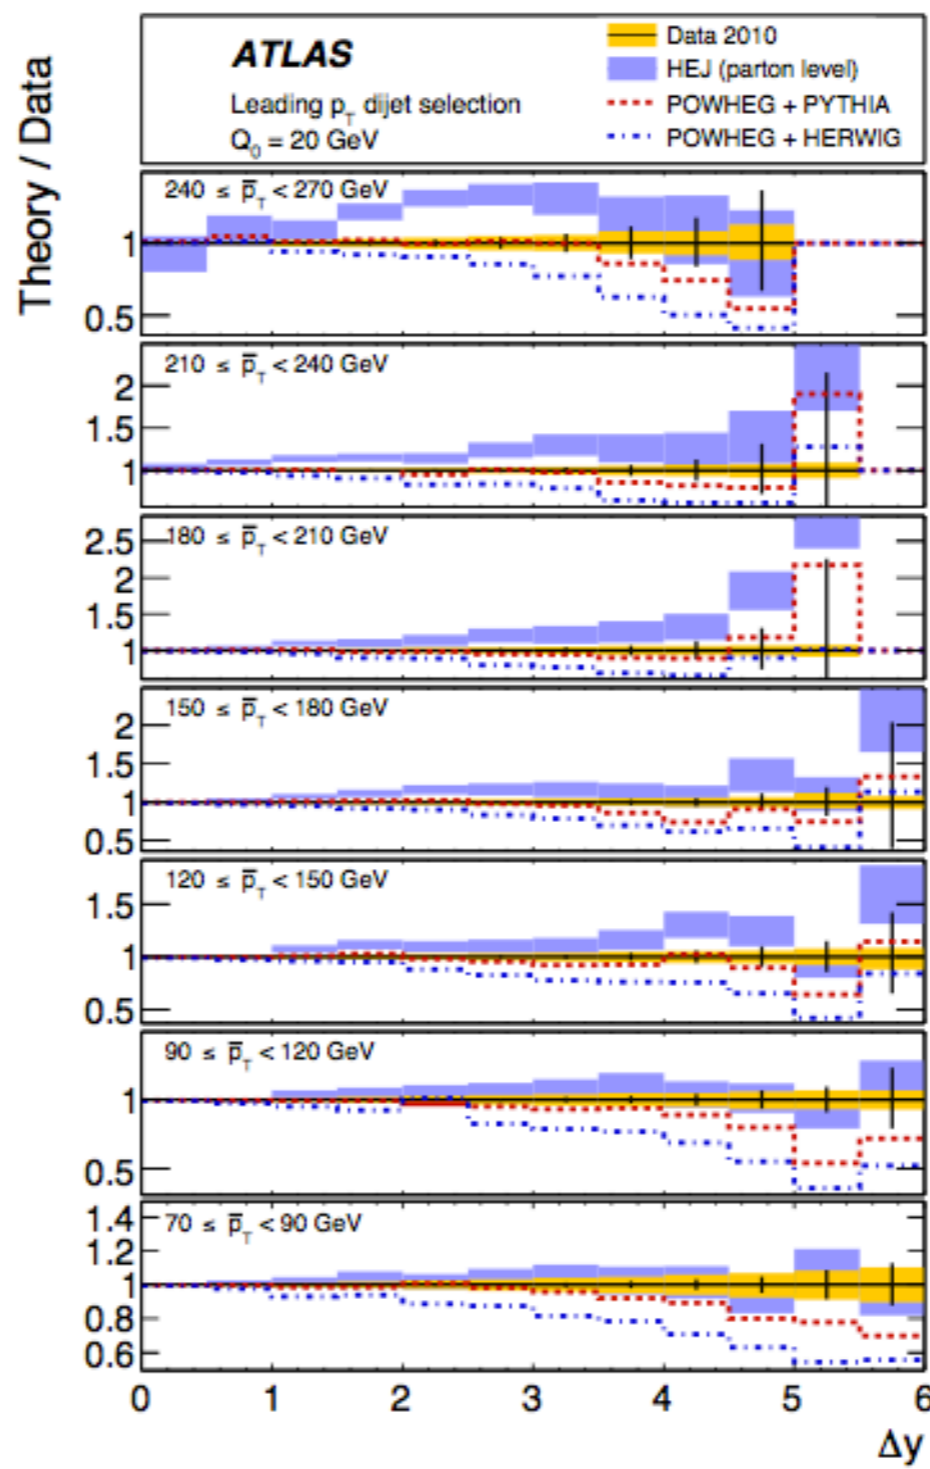 Theory / Data
ATLAS
Leading p_T dijet selection
Q_0 = 20 GeV
Data 2010
HEJ (parton level)
POWHEG + PYTHIA
POWHEG + HERWIG
240 ≤ p̅_T < 270 GeV
1
0.5
210 ≤ p̅_T < 240 GeV
2
1.5
1
180 ≤ p̅_T < 210 GeV
2.5
2
1.5
1
150 ≤ p̅_T < 180 GeV
2
1.5
1
0.5
120 ≤ p̅_T < 150 GeV
1.5
1
0.5
90 ≤ p̅_T < 120 GeV
1
0.5
70 ≤ p̅_T < 90 GeV
1.4
1.2
1
0.8
0.6
0 1 2 3 4 5 6
Δy